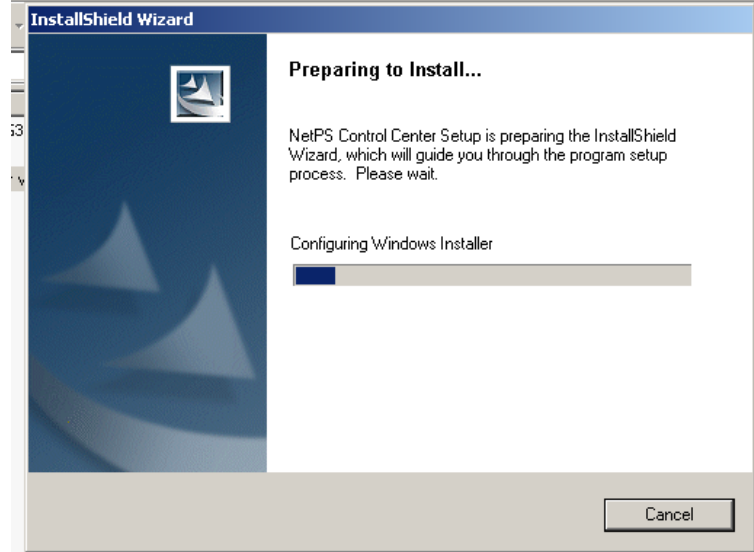 InstallShield Wizard
Preparing to Install...
NetPS Control Center Setup is preparing the InstallShield
Wizard, which will guide you through the program setup
process.  Please wait.
Configuring Windows Installer
Cancel